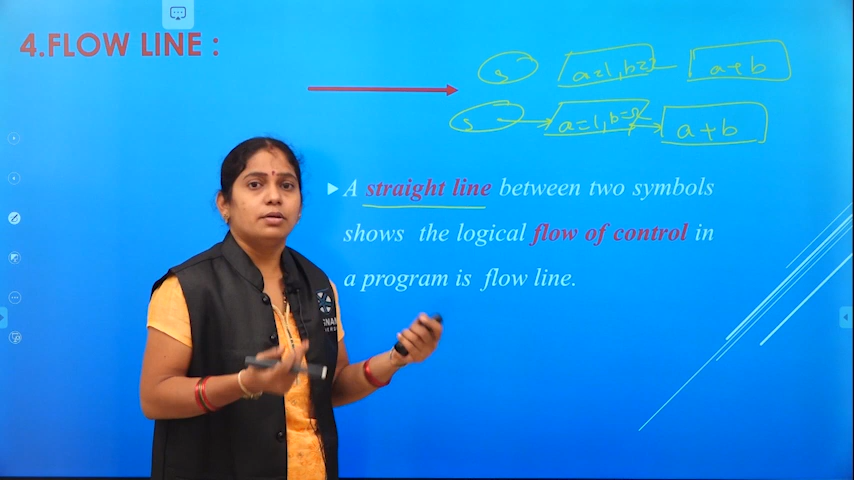 4.FLOW LINE :
s a=1, b=2 a+b
s a=1, b=2 a+b
A straight line between two symbols
shows the logical flow of control in
a program is flow line.